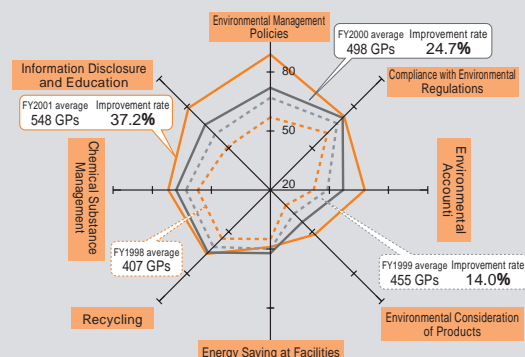 Environmental Management
Policies
FY2000 average Improvement rate
498 GPs 24.7%
Information Disclosure
and Education
Compliance with Environmental
Regulations
FY2001 average Improvement rate
548 GPs 37.2%
80
50
20
Chemical Substance
Management
Environmental
Accounti
FY1998 average
407 GPs
FY1999 average Improvement rate
455 GPs 14.0%
Recycling
Environmental Consideration
of Products
Energy Saving at Facilities